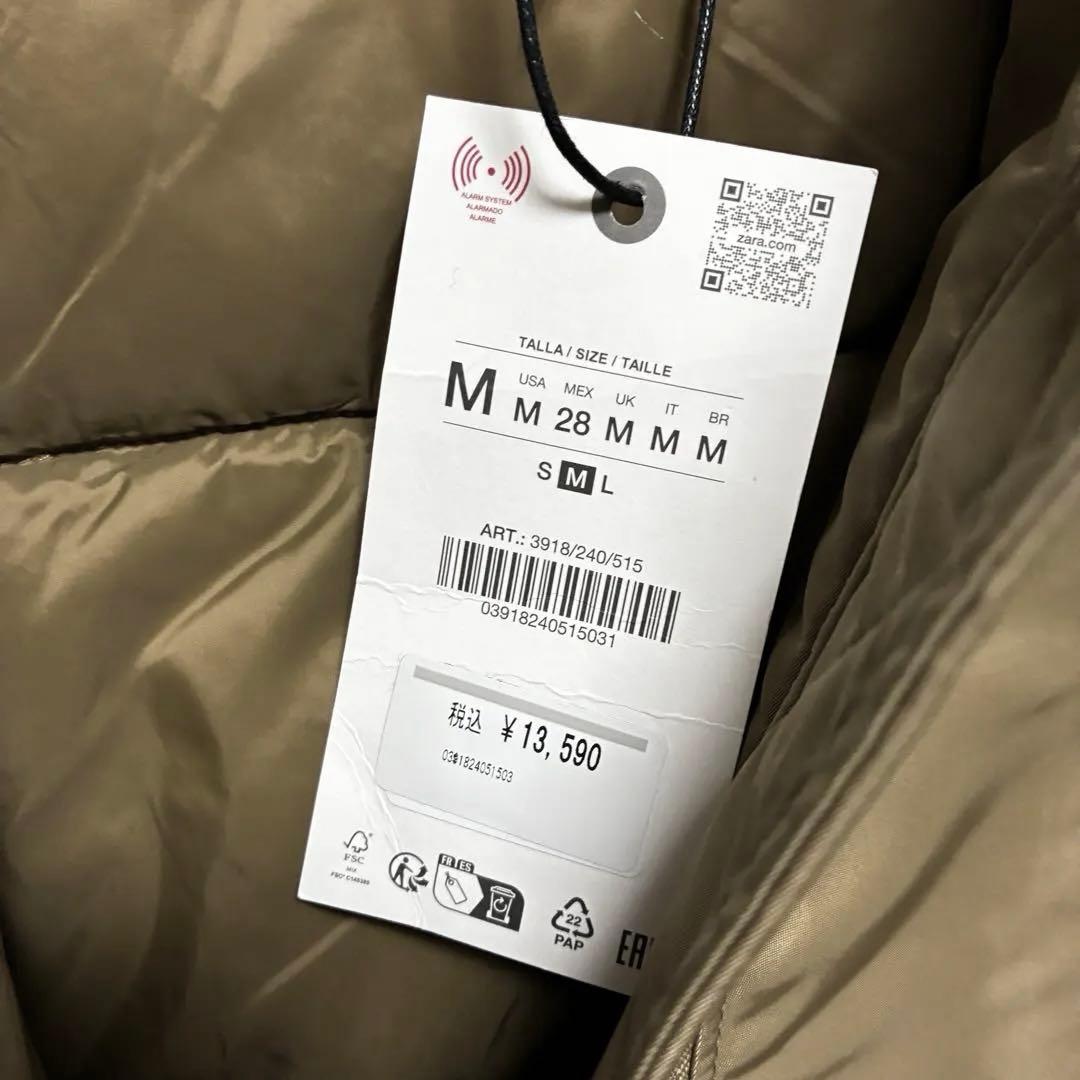 ALARM SYSTEM
ALARMADO
ALARME
zara.com
TALLA / SIZE / TAILLE
M
USA MEX UK IT BR
M 28 M M M
S M L
ART.: 3918/240/515
03918240515031
税込 ¥13,590
FSC
MIX
FR ES
22
PAP